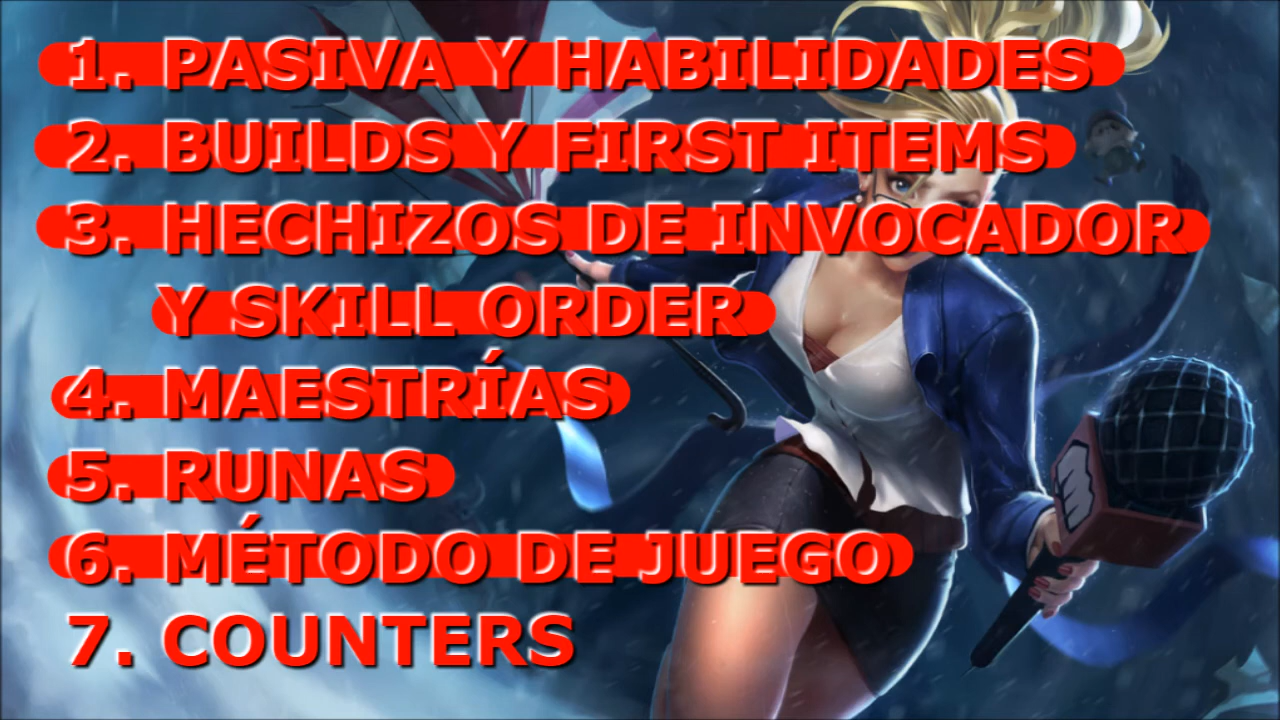 1. PASIVA Y HABILIDADES
2. BUILDS Y FIRST ITEMS
3. HECHIZOS DE INVOCADOR
Y SKILL ORDER
4. MAESTRÍAS
5. RUNAS
6. MÉTODO DE JUEGO
7. COUNTERS